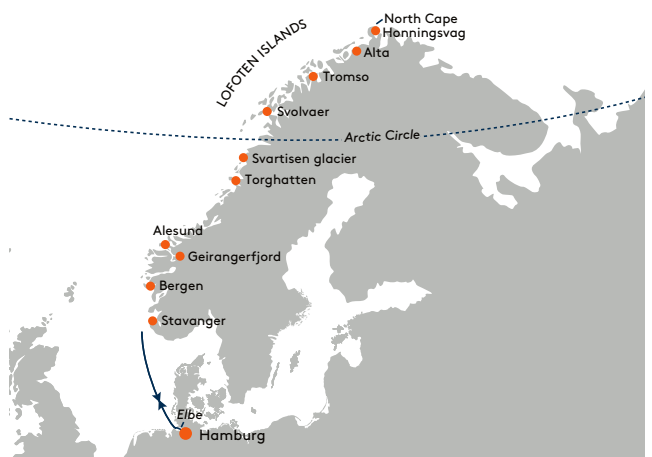 North Cape
Honningsvag
Alta
LOFOTEN ISLANDS
Tromso
Svolvaer
Arctic Circle
Svartisen glacier
Torghatten
Alesund
Geirangerfjord
Bergen
Stavanger
Elbe
Hamburg